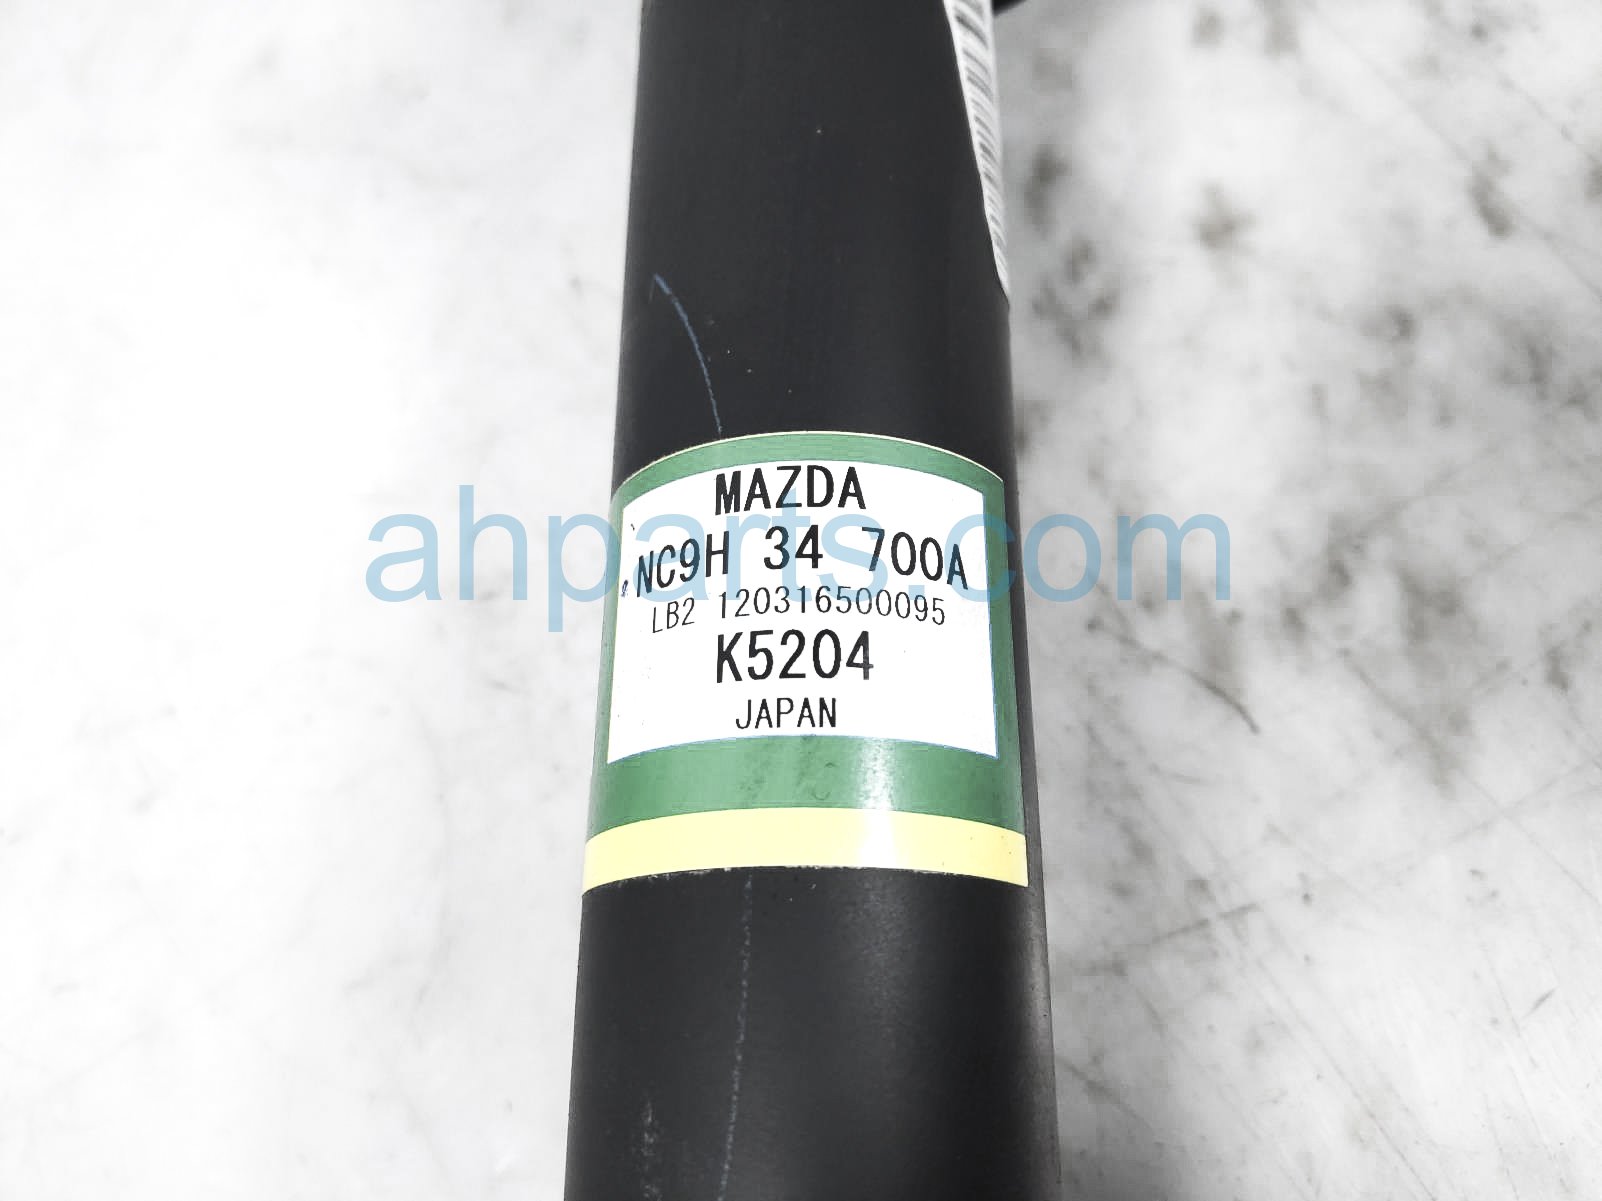 MAZDA
NC9H 34 700A
LB2 120316500095
K5204
JAPAN
ahparts.com